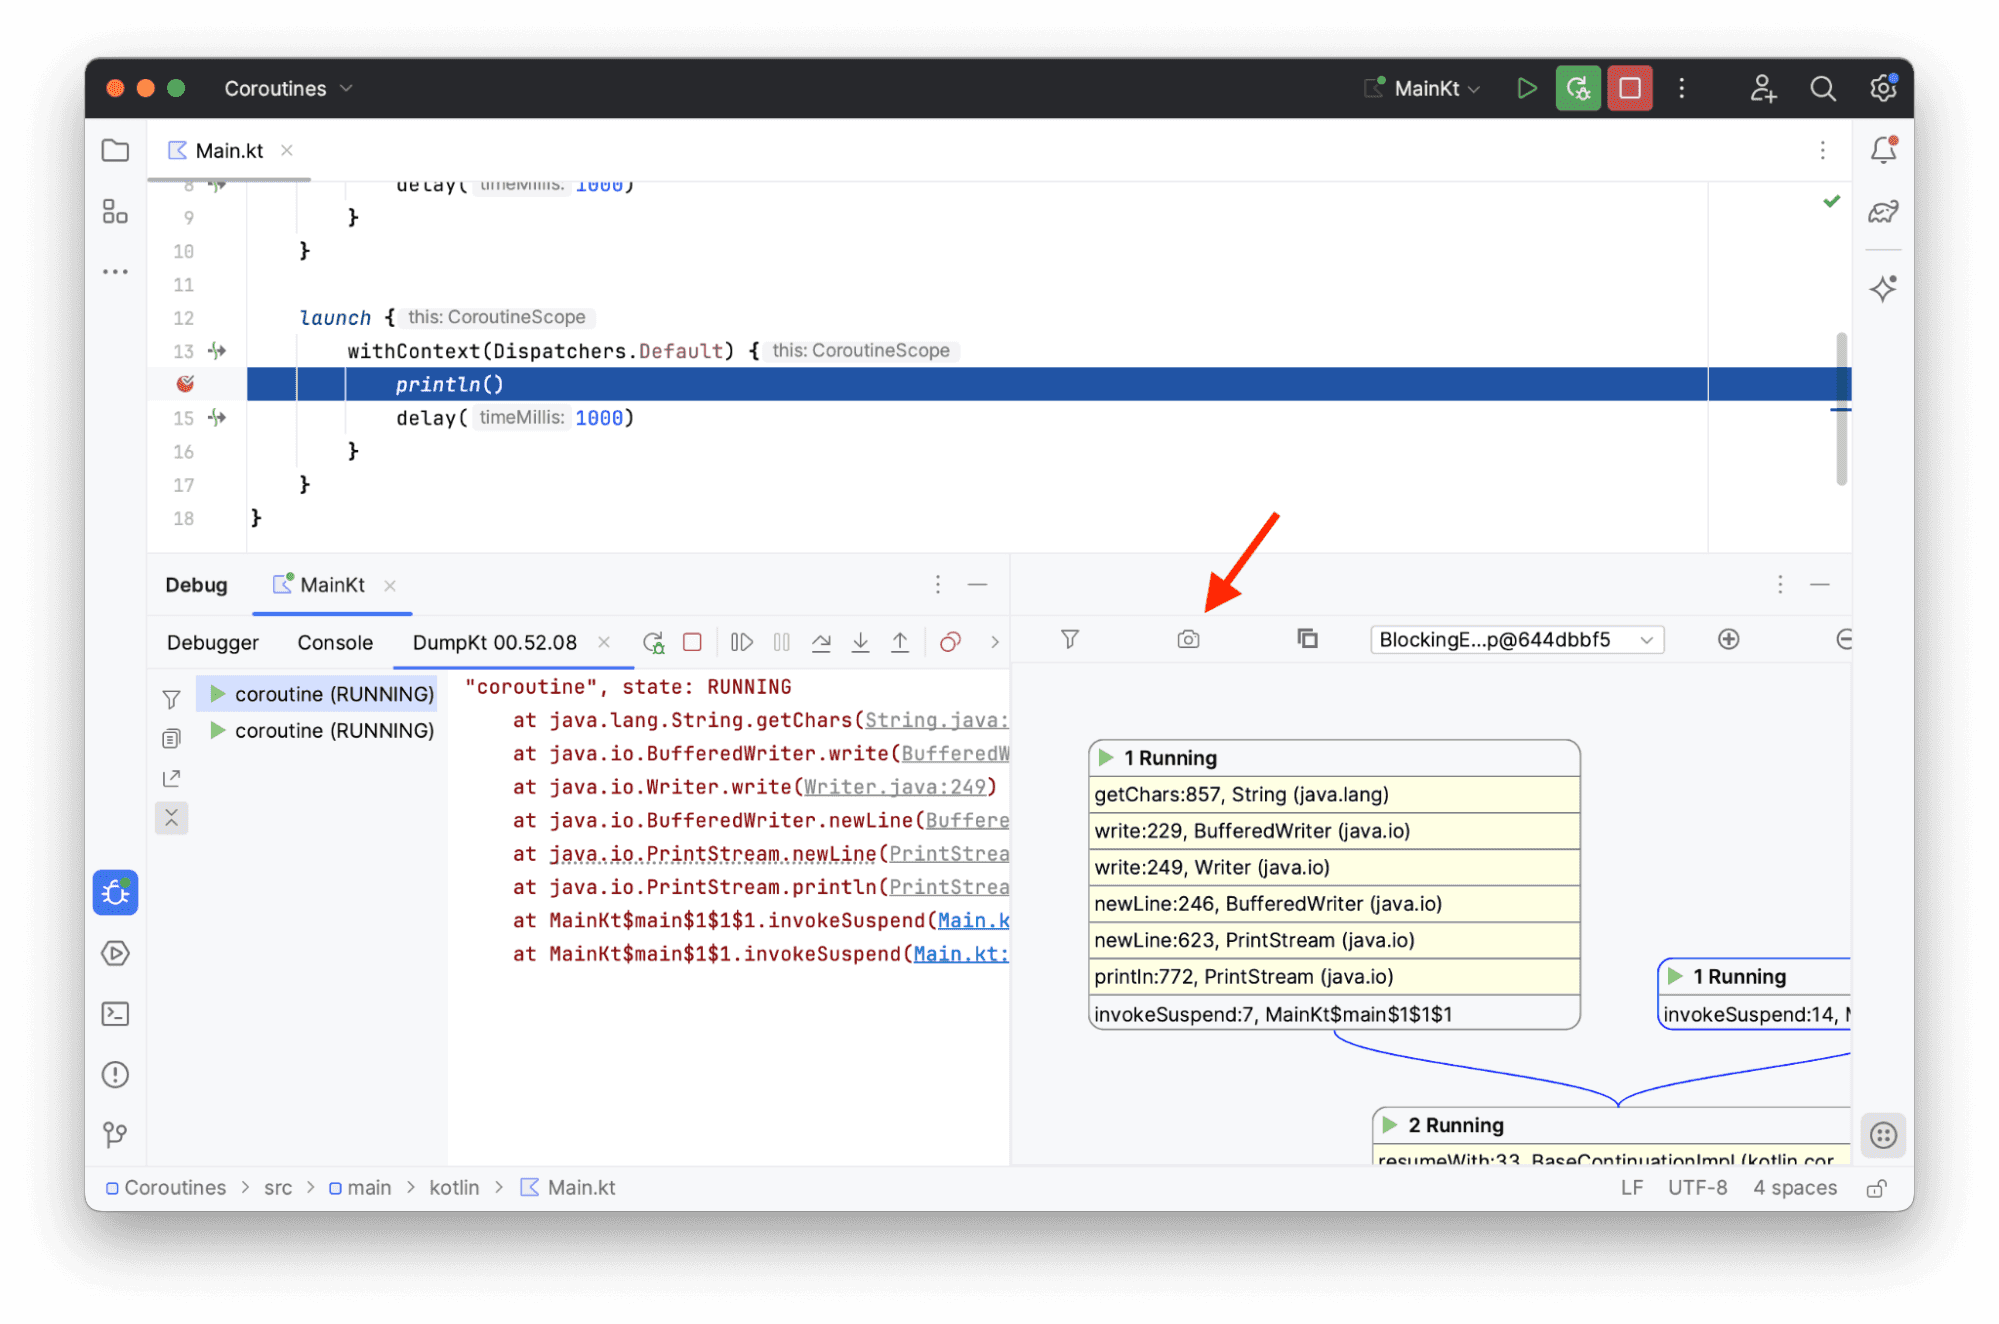 Coroutines
MainKt
Main.kt
8 delay( timeMillis: 1000)
9 }
10 }
11
12 launch { this: CoroutineScope
13 withContext(Dispatchers.Default) { this: CoroutineScope
println()
15 delay( timeMillis: 1000)
16 }
17 }
18 }
Debug MainKt
Debugger Console DumpKt 00.52.08
BlockingE...p@644dbbf5
coroutine (RUNNING)
coroutine (RUNNING)
"coroutine", state: RUNNING
at java.lang.String.getChars(String.java:
at java.io.BufferedWriter.write(BufferedW
at java.io.Writer.write(Writer.java:249)
at java.io.BufferedWriter.newLine(Buffere
at java.io.PrintStream.newLine(PrintStrea
at java.io.PrintStream.println(PrintStrea
at MainKt$main$1$1$1.invokeSuspend(Main.k
at MainKt$main$1$1.invokeSuspend(Main.kt:
1 Running
getChars:857, String (java.lang)
write:229, BufferedWriter (java.io)
write:249, Writer (java.io)
newLine:246, BufferedWriter (java.io)
newLine:623, PrintStream (java.io)
println:772, PrintStream (java.io)
invokeSuspend:7, MainKt$main$1$1$1
1 Running
invokeSuspend:14,
2 Running
resumeWith:33, BaseContinuationImpl (kotlin.cor
Coroutines > src > main > kotlin > Main.kt
LF UTF-8 4 spaces